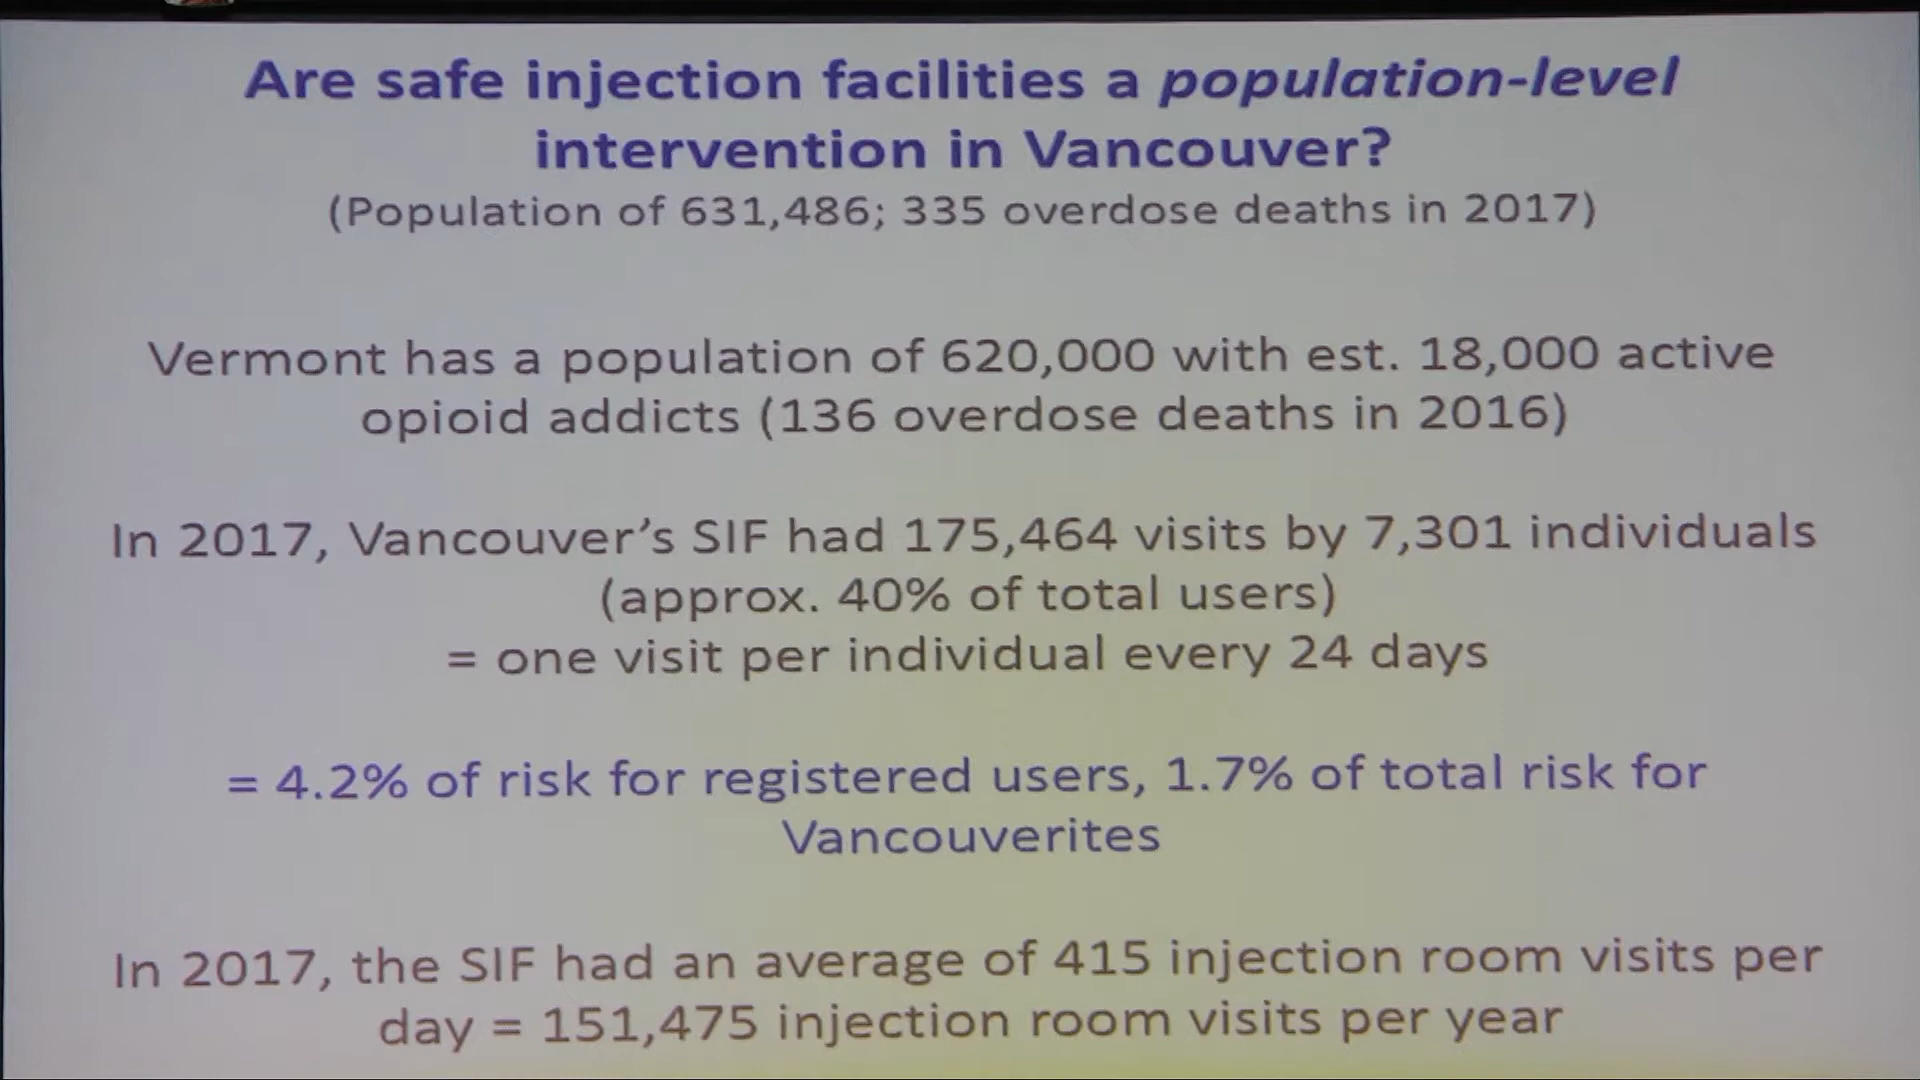 Are safe injection facilities a population-level
intervention in Vancouver?
(Population of 631,486; 335 overdose deaths in 2017)
Vermont has a population of 620,000 with est. 18,000 active
opioid addicts (136 overdose deaths in 2016)
In 2017, Vancouver’s SIF had 175,464 visits by 7,301 individuals
(approx. 40% of total users)
= one visit per individual every 24 days
= 4.2% of risk for registered users, 1.7% of total risk for
Vancouverites
In 2017, the SIF had an average of 415 injection room visits per
day = 151,475 injection room visits per year